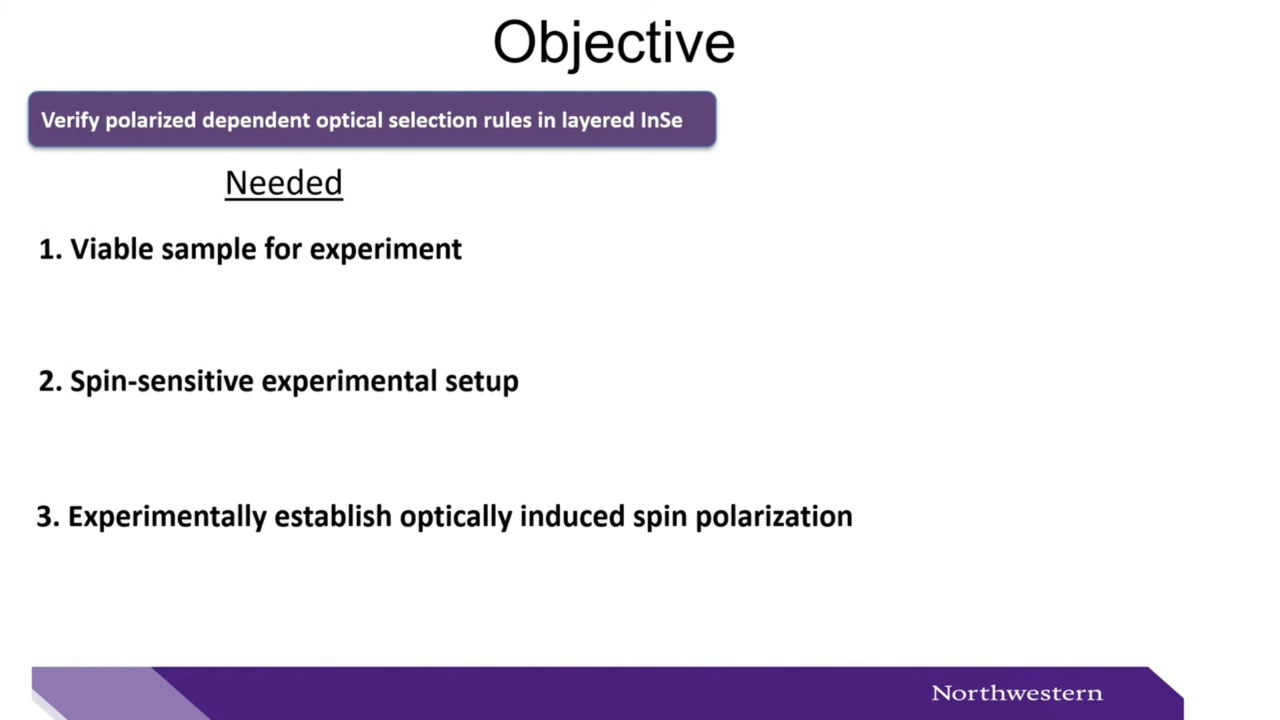 Objective
Verify polarized dependent optical selection rules in layered InSe
Needed
1. Viable sample for experiment
2. Spin-sensitive experimental setup
3. Experimentally establish optically induced spin polarization
Northwestern